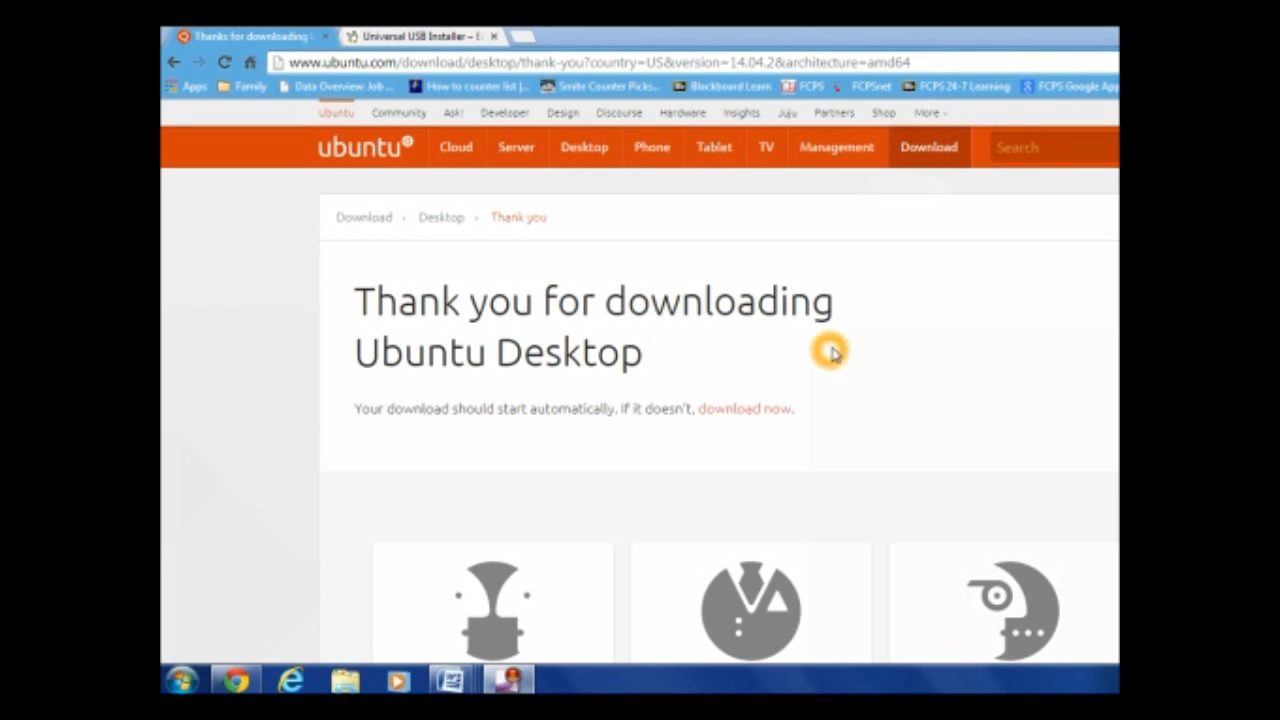 Thanks for downloading
Universal USB Installer –
www.ubuntu.com/download/desktop/thank-you?country=US&version=14.04.2&architecture=amd64
Apps Family Data Overview: Job ... How to counter list |... Smite Counter Picks... Blackboard Learn FCPS FCPSnet FCPS 24-7 Learning FCPS Google App
Ubuntu Community Ask! Developer Design Discourse Hardware Insights Juju Partners Shop More
ubuntu Cloud Server Desktop Phone Tablet TV Management Download Search
Download › Desktop › Thank you
Thank you for downloading
Ubuntu Desktop
Your download should start automatically. If it doesn't, download now.